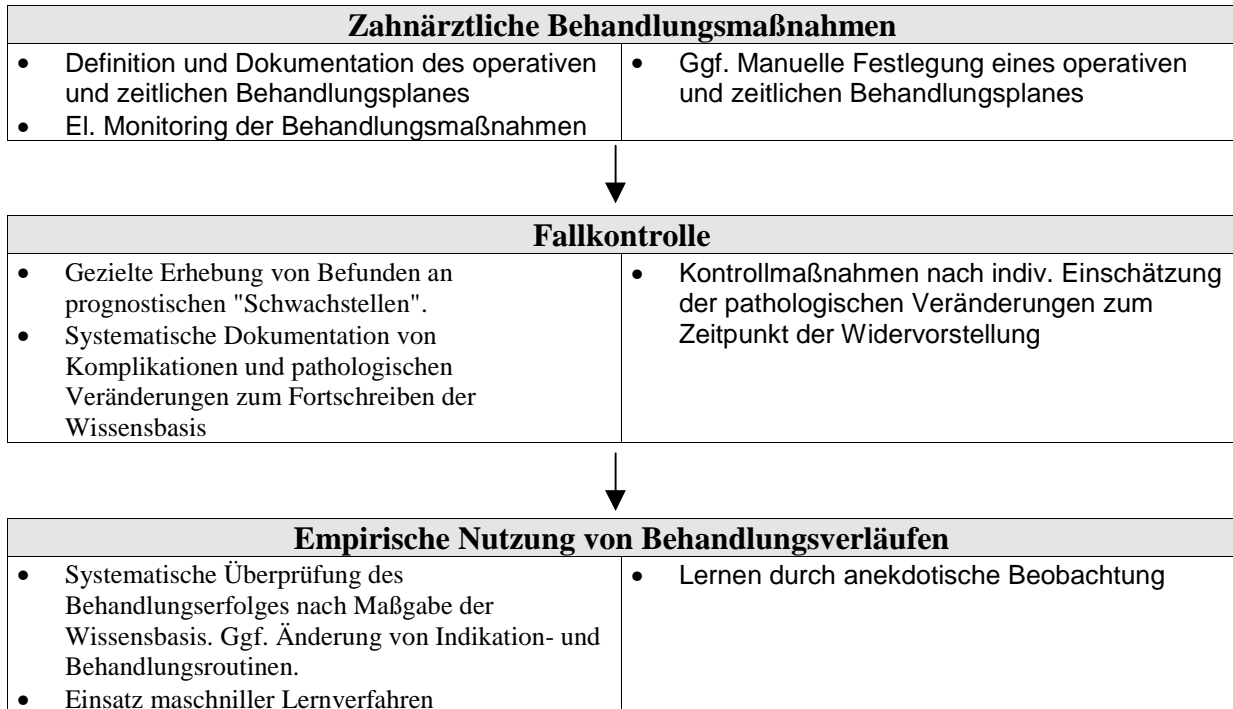 Zahnärztliche Behandlungsmaßnahmen
• Definition und Dokumentation des operativen
und zeitlichen Behandlungsplanes
• El. Monitoring der Behandlungsmaßnahmen
• Ggf. Manuelle Festlegung eines operativen
und zeitlichen Behandlungsplanes
Fallkontrolle
• Gezielte Erhebung von Befunden an
prognostischen "Schwachstellen".
• Systematische Dokumentation von
Komplikationen und pathologischen
Veränderungen zum Fortschreiben der
Wissensbasis
• Kontrollmaßnahmen nach indiv. Einschätzung
der pathologischen Veränderungen zum
Zeitpunkt der Widervorstellung
Empirische Nutzung von Behandlungsverläufen
• Systematische Überprüfung des
Behandlungserfolges nach Maßgabe der
Wissensbasis. Ggf. Änderung von Indikation- und
Behandlungsroutinen.
• Einsatz maschniller Lernverfahren
• Lernen durch anekdotische Beobachtung